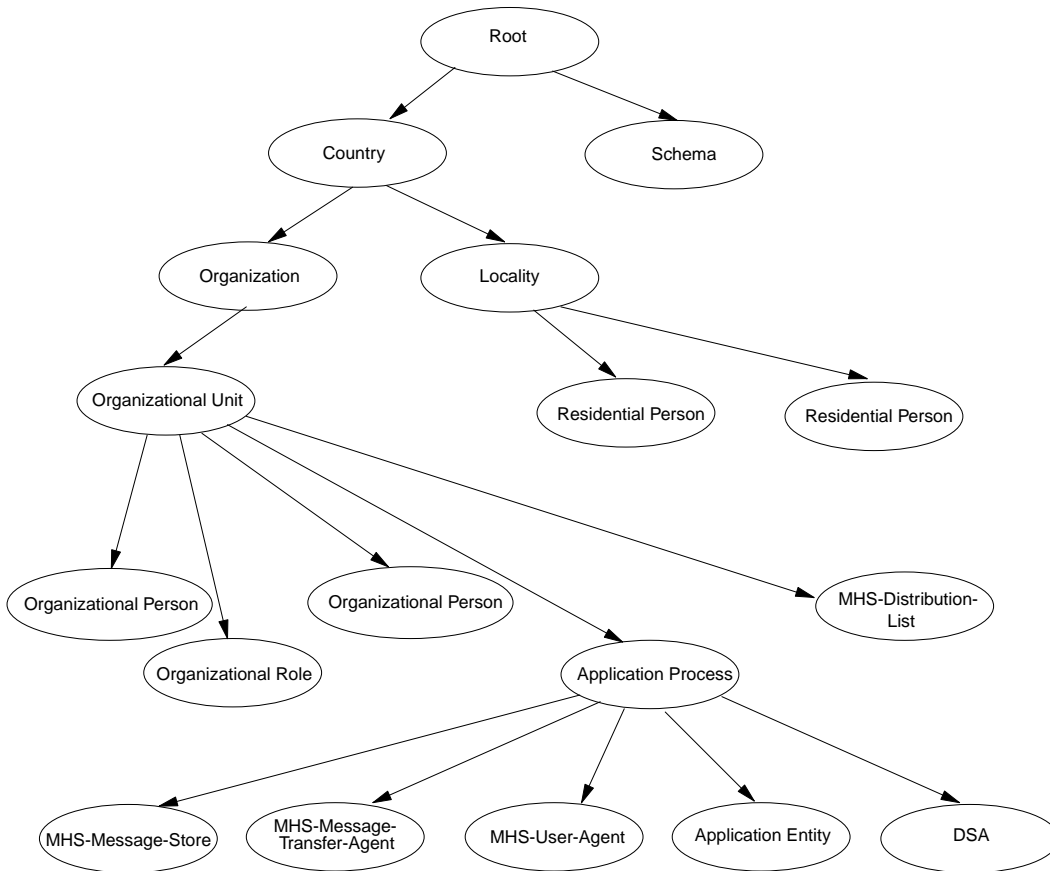 Root
Country
Schema
Organization
Locality
Organizational Unit
Residential Person
Residential Person
Organizational Person
Organizational Person
MHS-Distribution-
List
Organizational Role
Application Process
MHS-Message-Store
MHS-Message-
Transfer-Agent
MHS-User-Agent
Application Entity
DSA